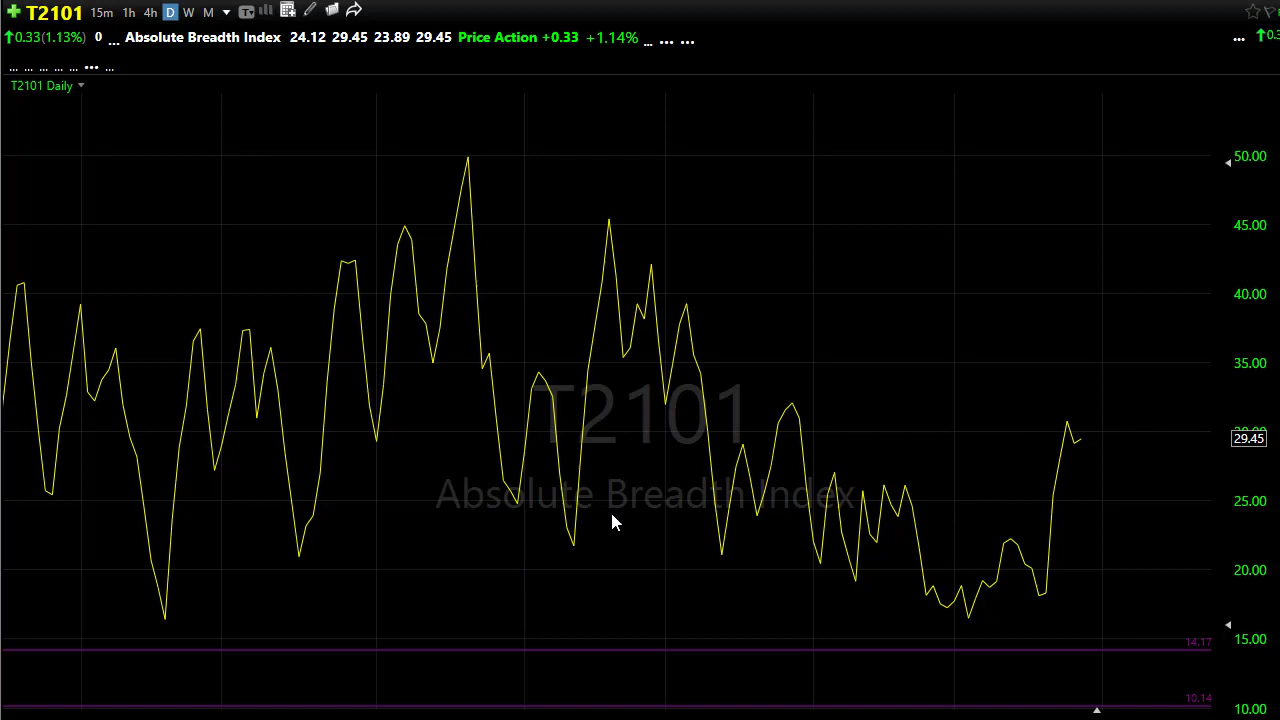 T2101 15m 1h 4h D W M
↑0.33(1.13%) 0 ... Absolute Breadth Index 24.12 29.45 23.89 29.45 Price Action +0.33 +1.14% ... ... ... ... ↑0.3
... ... ... ... ... ... ...
T2101 Daily
50.00
45.00
40.00
35.00
T2101
29.45
Absolute Breadth Index
25.00
20.00
15.00
14.17
10.14
10.00